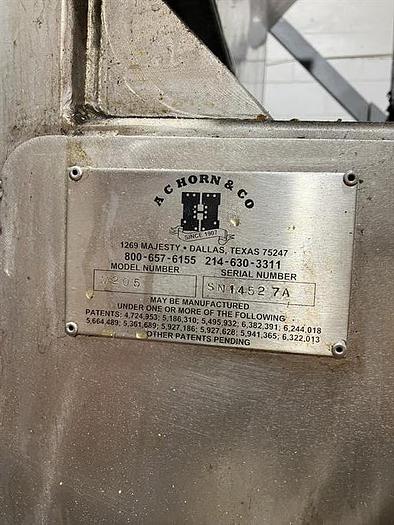 A C HORN & CO
SINCE 1907
1269 MAJESTY • DALLAS, TEXAS 75247
800-657-6155 214-630-3311
MODEL NUMBER SERIAL NUMBER
205 SN14527A
MAY BE MANUFACTURED
UNDER ONE OR MORE OF THE FOLLOWING
PATENTS: 4,724,953; 5,186,310; 5,495,932; 6,382,391; 6,244,018
5,664,489; 5,361,689; 5,927,186; 5,927,628; 5,941,365; 6,322,013
OTHER PATENTS PENDING